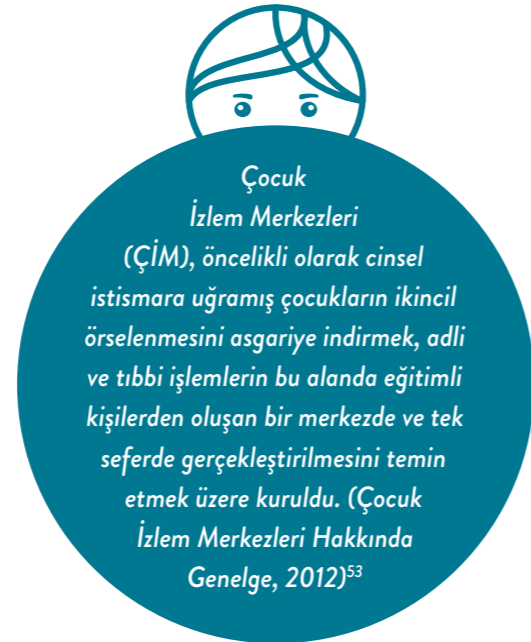 Çocuk
İzlem Merkezleri
(ÇİM), öncelikli olarak cinsel
istismara uğramış çocukların ikincil
örselenmesini asgariye indirmek, adli
ve tıbbi işlemlerin bu alanda eğitimli
kişilerden oluşan bir merkezde ve tek
seferde gerçekleştirilmesini temin
etmek üzere kuruldu. (Çocuk
İzlem Merkezleri Hakkında
Genelge, 2012)⁵³